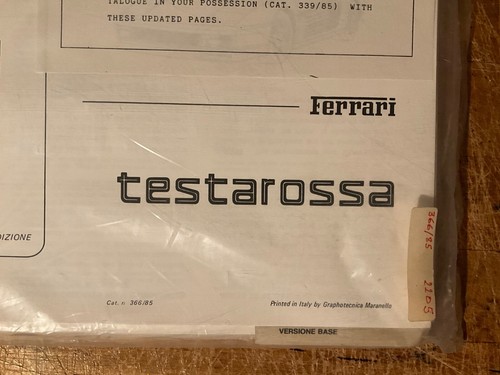 TALOGUE IN YOUR POSSESSION (CAT. 339/85) WITH
THESE UPDATED PAGES.
Ferrari
testarossa
DIZIONE
Cat. n. 366/85
Printed in Italy by Graphotecnica Maranello
VERSIONE BASE
366/85